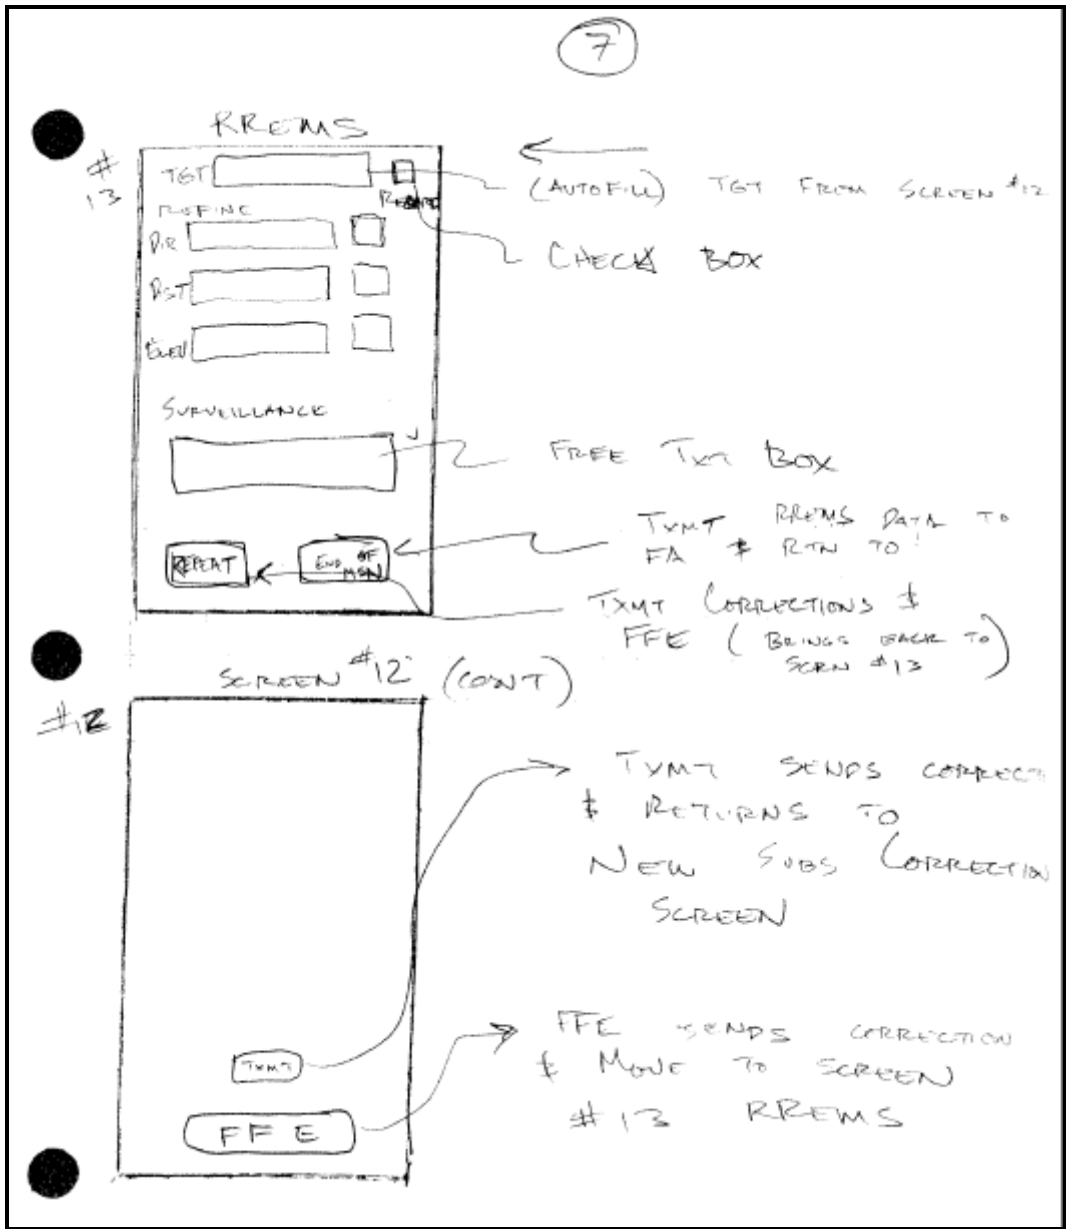 7
RREMS
#
13
TGT
(AUTOFILL) TGT FROM SCREEN #12
REFINE
DIR
CHECK BOX
DST
ELEV
SURVEILLANCE
FREE TXT BOX
TXMT RREMS DATA TO
FA & RTN TO
REPEAT
END OF
MSN
TXMT CORRECTIONS &
FFE (BRINGS BACK TO
SCRN #13)
SCREEN #12 (CONT)
#12
TXMT SENDS CORRECT
& RETURNS TO
NEW SUBS CORRECTION
SCREEN
FFE SENDS CORRECTION
& MOVE TO SCREEN
#13 RREMS
TXMT
FFE